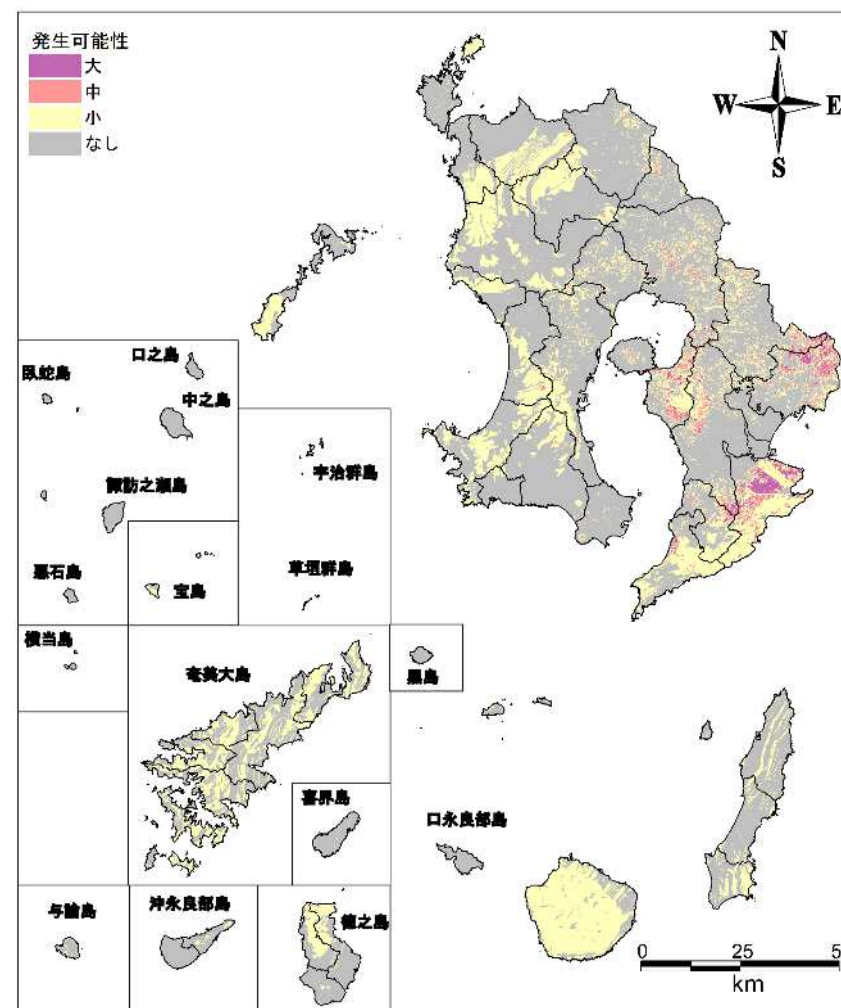 発生可能性
大
中
小
なし
N
W E
S
口之島
臥蛇島
中之島
宇治群島
諏訪之瀬島
悪石島
宝島
草垣群島
横当島
奄美大島
黒島
喜界島
口永良部島
与論島
沖永良部島
徳之島
0 25 5
km